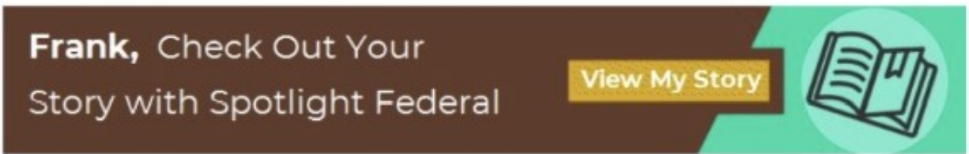 Frank, Check Out Your
Story with Spotlight Federal
View My Story